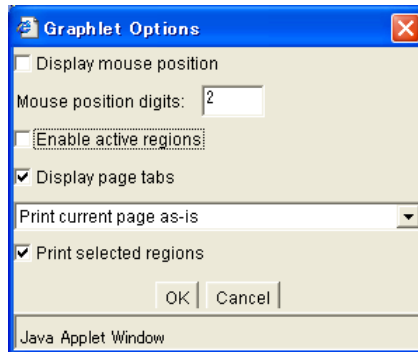 Graphlet Options
Display mouse position
Mouse position digits: 2
Enable active regions
Display page tabs
Print current page as-is
Print selected regions
OK Cancel
Java Applet Window